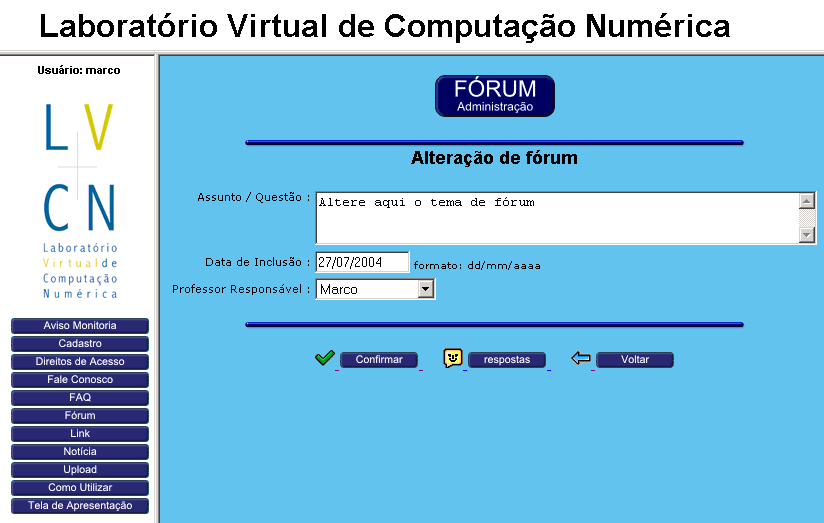 Laboratório Virtual de Computação Numérica
Usuário: marco
L V
C N
Laboratório
Virtual de
Computação
Numérica
Aviso Monitoria
Cadastro
Direitos de Acesso
Fale Conosco
FAQ
Fórum
Link
Notícia
Upload
Como Utilizar
Tela de Apresentação
FÓRUM
Administração
Alteração de fórum
Assunto / Questão :
Altere aqui o tema de fórum
Data de Inclusão : 27/07/2004 formato: dd/mm/aaaa
Professor Responsável : Marco
Confirmar respostas Voltar